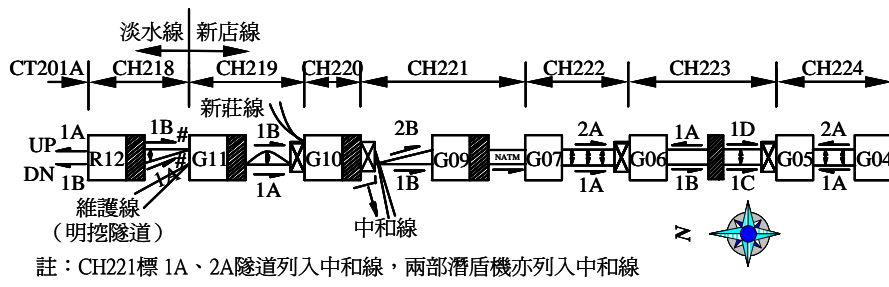 淡水線 新店線
CT201A CH218 CH219 CH220 CH221 CH222 CH223 CH224
新莊線
1A 1B # 1B 2B 2A 1A 1D 2A
UP
R12 G11 G10 G09 NATM G07 G06 G05 G04
DN
1B 1A # 1A 1B 1A 1B 1C 1A
維護線
(明挖隧道)
中和線
N
註：CH221標 1A、2A隧道列入中和線，兩部潛盾機亦列入中和線